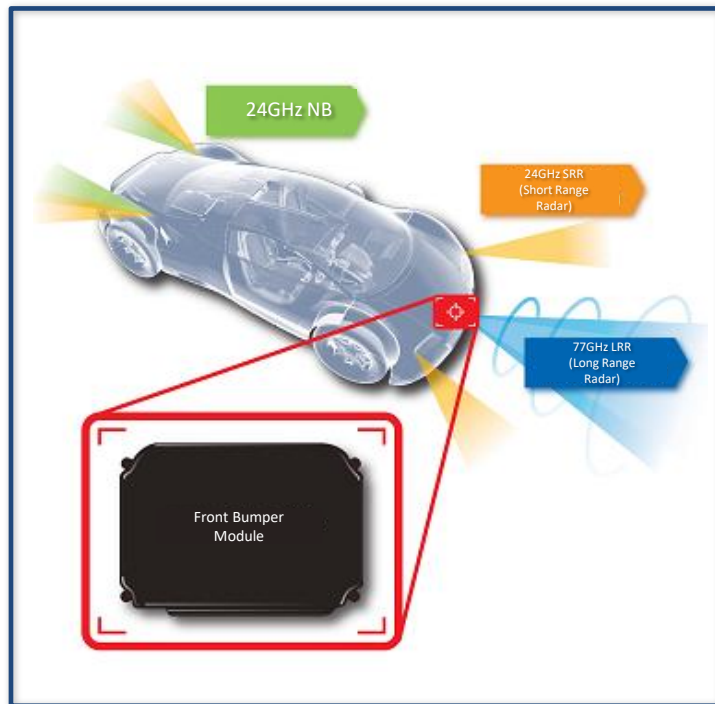 24GHz NB
24GHz SRR
(Short Range
Radar)
77GHz LRR
(Long Range
Radar)
Front Bumper
Module